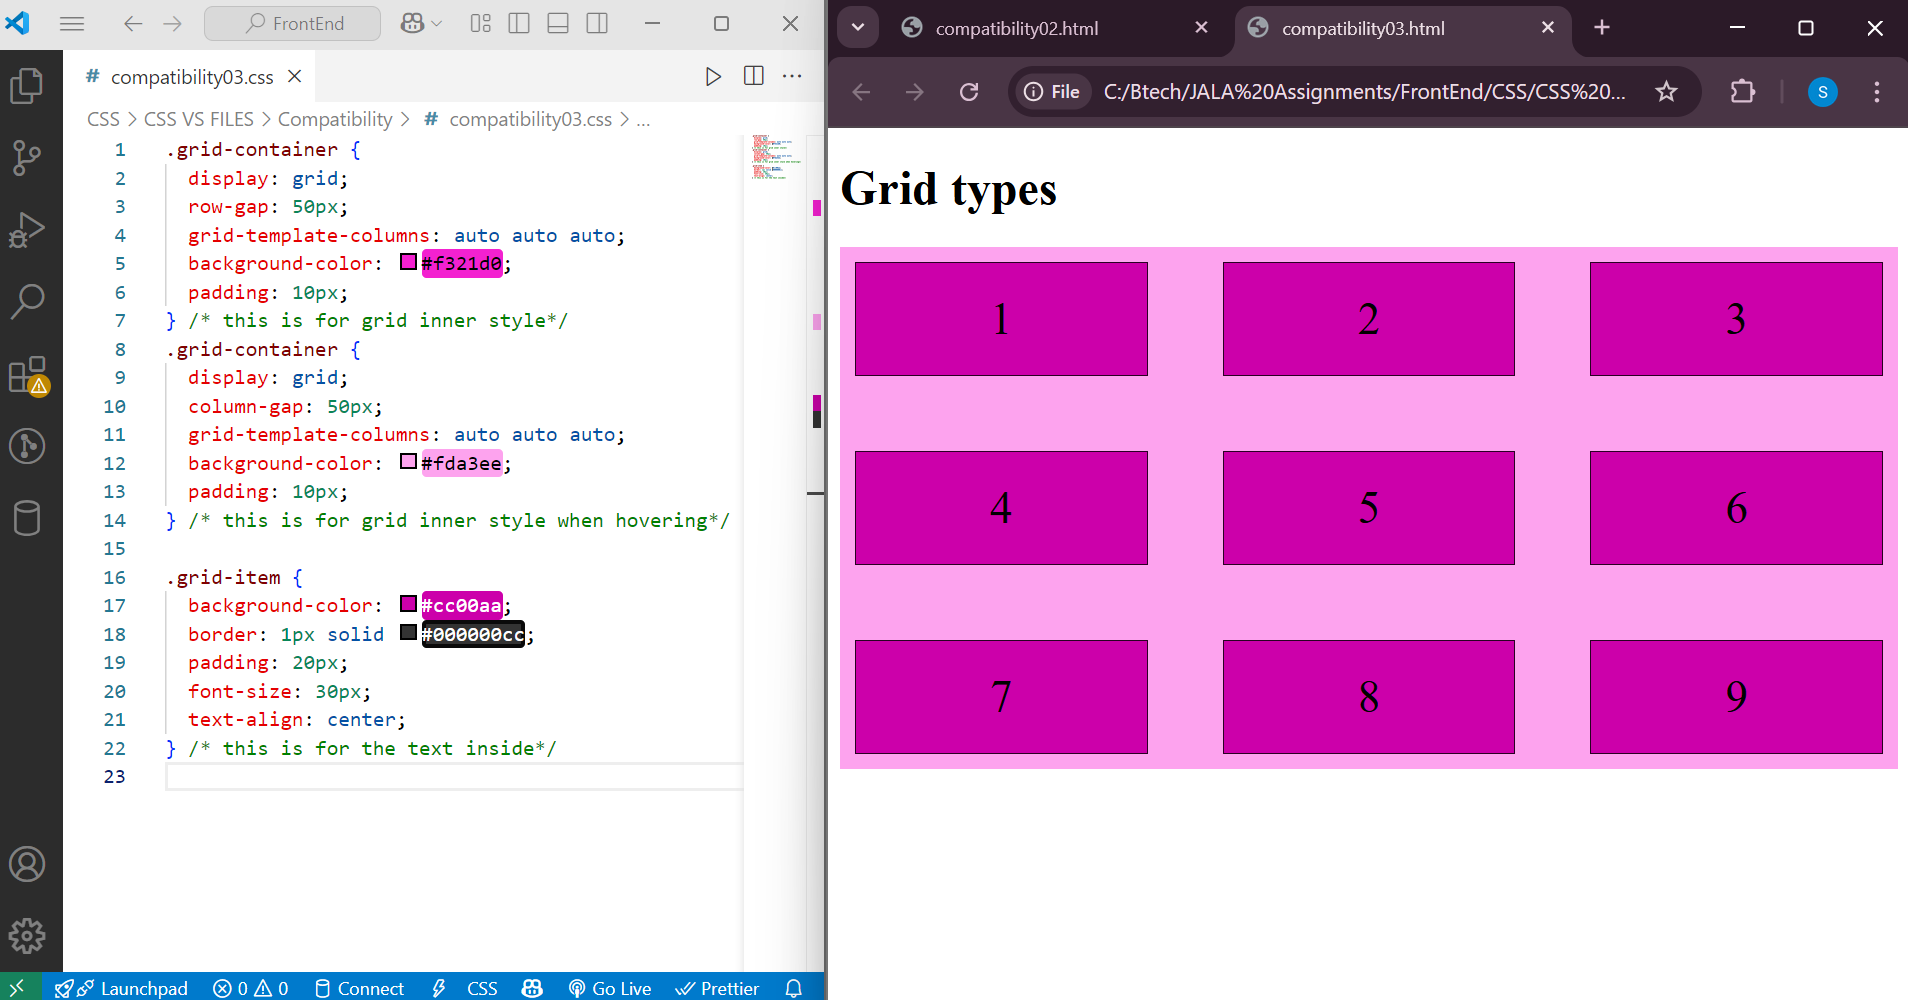 FrontEnd
# compatibility03.css
CSS > CSS VS FILES > Compatibility > # compatibility03.css > ...
1 .grid-container {
2 display: grid;
3 row-gap: 50px;
4 grid-template-columns: auto auto auto;
5 background-color: #f321d0;
6 padding: 10px;
7 } /* this is for grid inner style*/
8 .grid-container {
9 display: grid;
10 column-gap: 50px;
11 grid-template-columns: auto auto auto;
12 background-color: #fda3ee;
13 padding: 10px;
14 } /* this is for grid inner style when hovering*/
15
16 .grid-item {
17 background-color: #cc00aa;
18 border: 1px solid #000000cc;
19 padding: 20px;
20 font-size: 30px;
21 text-align: center;
22 } /* this is for the text inside*/
23
Launchpad 0 0 Connect CSS Go Live Prettier
compatibility02.html
compatibility03.html
File C:/Btech/JALA%20Assignments/FrontEnd/CSS/CSS%20...
S
Grid types
1 2 3
4 5 6
7 8 9